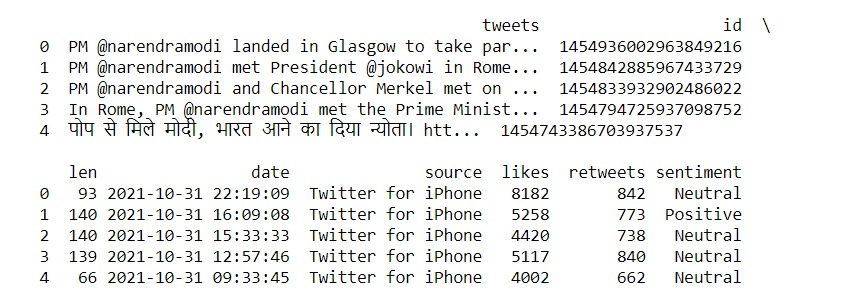 tweets id \
0 PM @narendramodi landed in Glasgow to take par... 1454936002963849216
1 PM @narendramodi met President @jokowi in Rome... 1454842885967433729
2 PM @narendramodi and Chancellor Merkel met on ... 1454833932902486022
3 In Rome, PM @narendramodi met the Prime Minist... 1454794725937098752
4 पोप से मिले मोदी, भारत आने का दिया न्योता। htt... 1454743386703937537
len date source likes retweets sentiment
0 93 2021-10-31 22:19:09 Twitter for iPhone 8182 842 Neutral
1 140 2021-10-31 16:09:08 Twitter for iPhone 5258 773 Positive
2 140 2021-10-31 15:33:33 Twitter for iPhone 4420 738 Neutral
3 139 2021-10-31 12:57:46 Twitter for iPhone 5117 840 Neutral
4 66 2021-10-31 09:33:45 Twitter for iPhone 4002 662 Neutral